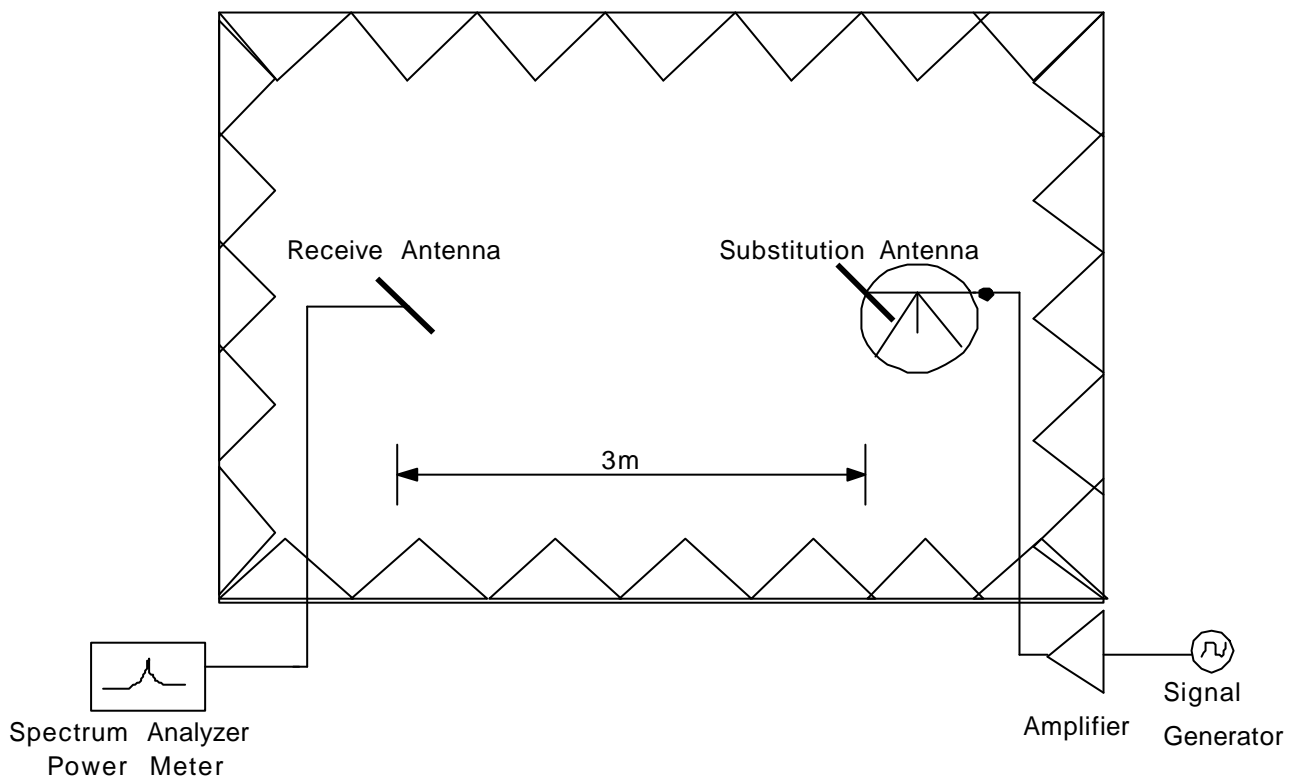 Receive Antenna
Substitution Antenna
3m
Spectrum Analyzer
Power Meter
Amplifier
Signal
Generator